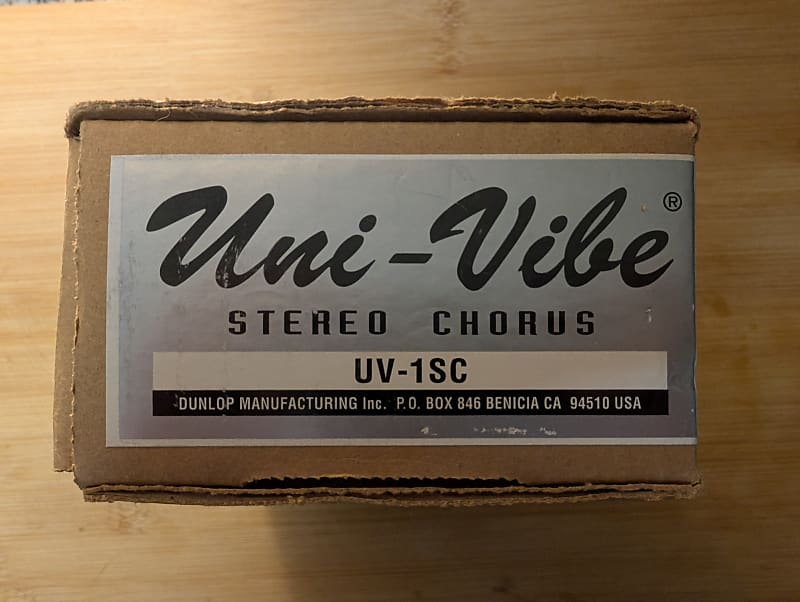 Uni-Vibe®
STEREO CHORUS
UV-1SC
DUNLOP MANUFACTURING Inc. P.O. BOX 846 BENICIA CA 94510 USA